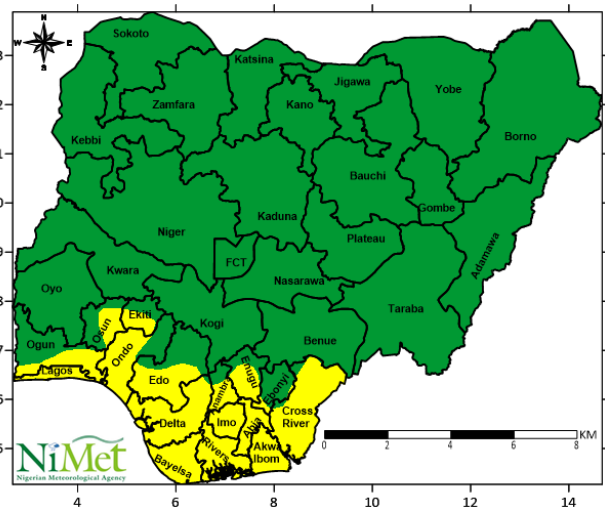 N
W E
S
Sokoto
Katsina
Jigawa
Zamfara
Kano
Yobe
Borno
Kebbi
Bauchi
Gombe
Kaduna
Niger
Plateau
Adamawa
FCT
Kwara
Nasarawa
Oyo
Taraba
Ekiti
Kogi
Osun
Benue
Ogun
Ondo
Lagos
Edo
Enugu
Ebonyi
Cross
River
Delta
Imo
Abia
Akwa
Ibom
Rivers
Bayelsa
0 2 4 6 8
KM
NiMet
Nigerian Meteorological Agency
4 6 8 10 12 14